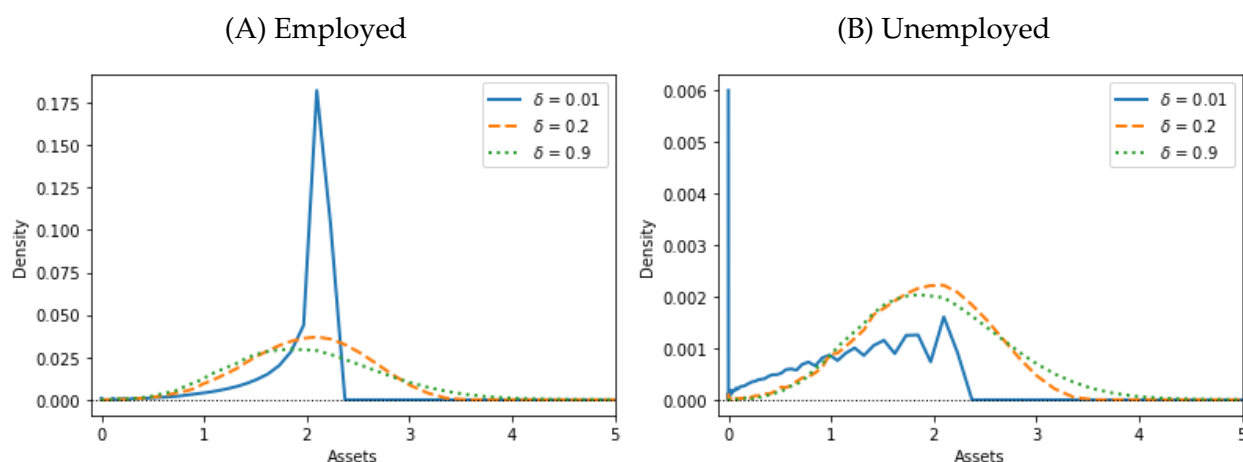 (A) Employed
0.175
0.150
0.125
0.100
0.075
0.050
0.025
0.000
Density
0
1
2
3
4
5
Assets
δ = 0.01
δ = 0.2
δ = 0.9
(B) Unemployed
0.006
0.005
0.004
0.003
0.002
0.001
0.000
Density
0
1
2
3
4
5
Assets
δ = 0.01
δ = 0.2
δ = 0.9